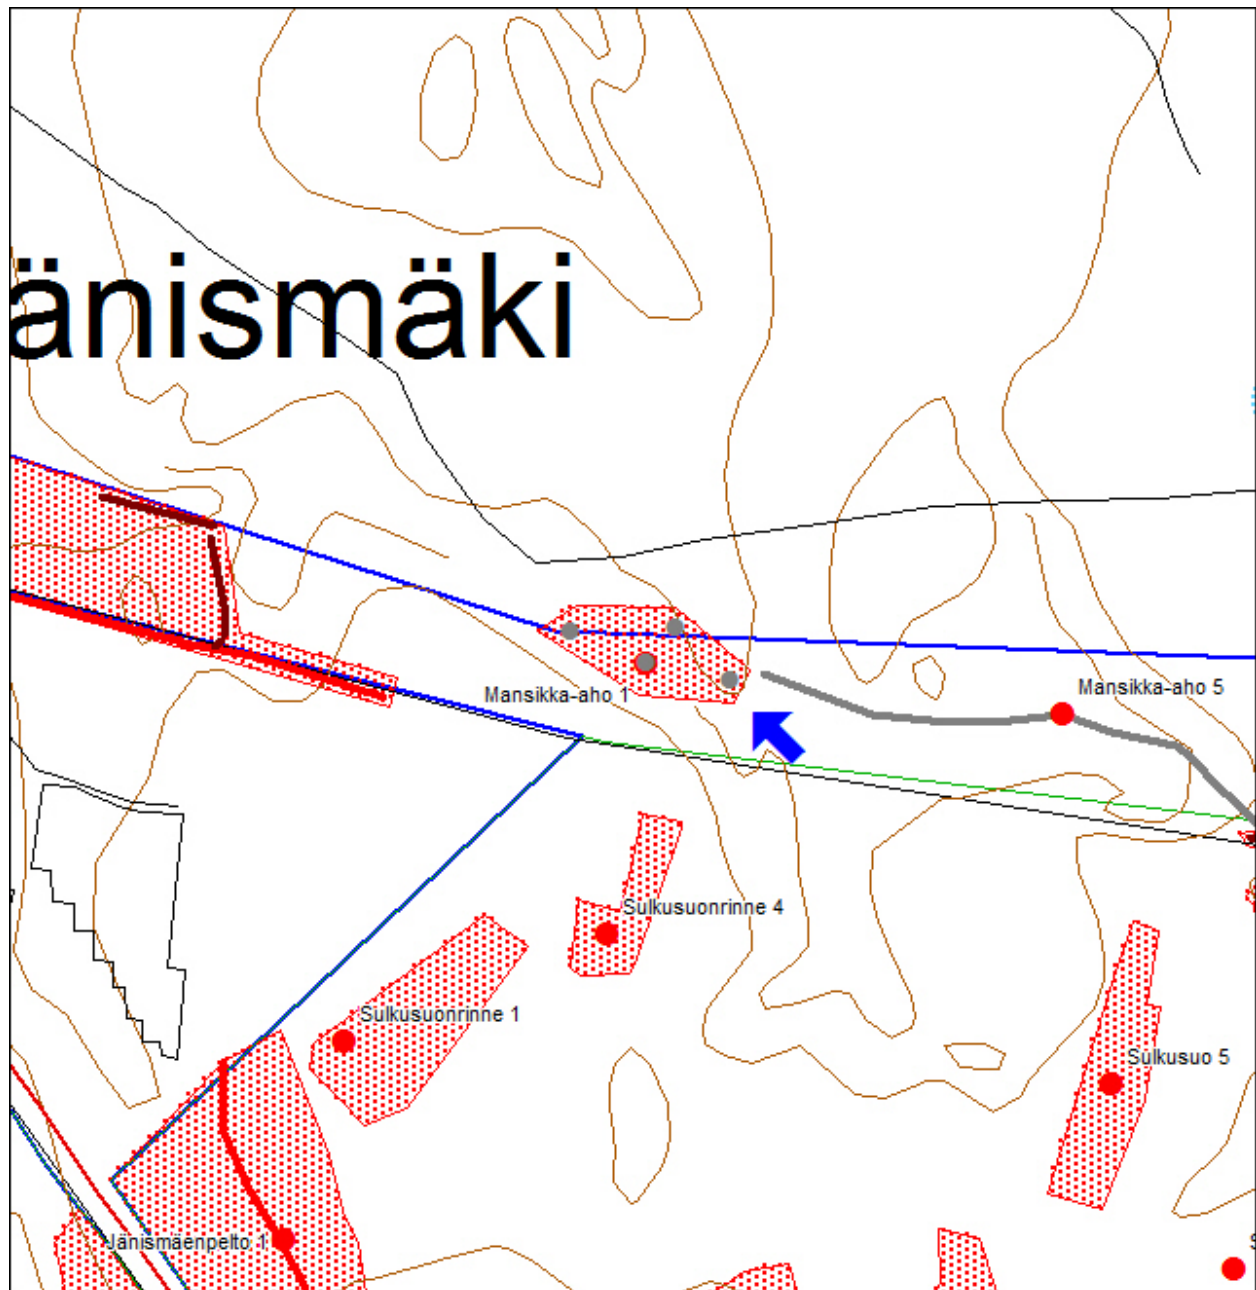 änismäki
Mansikka-aho 1
Mansikka-aho 5
Sulkusuonrinne 4
Sulkusuonrinne 1
Sulkusuo 5
Jänismäenpelto 1
S